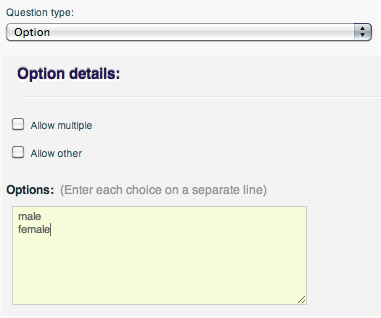 Question type:
Option
Option details:
Allow multiple
Allow other
Options: (Enter each choice on a separate line)
male
female